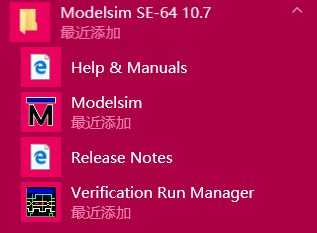 Modelsim SE-64 10.7
最近添加
Help & Manuals
Modelsim
最近添加
Release Notes
Verification Run Manager
最近添加